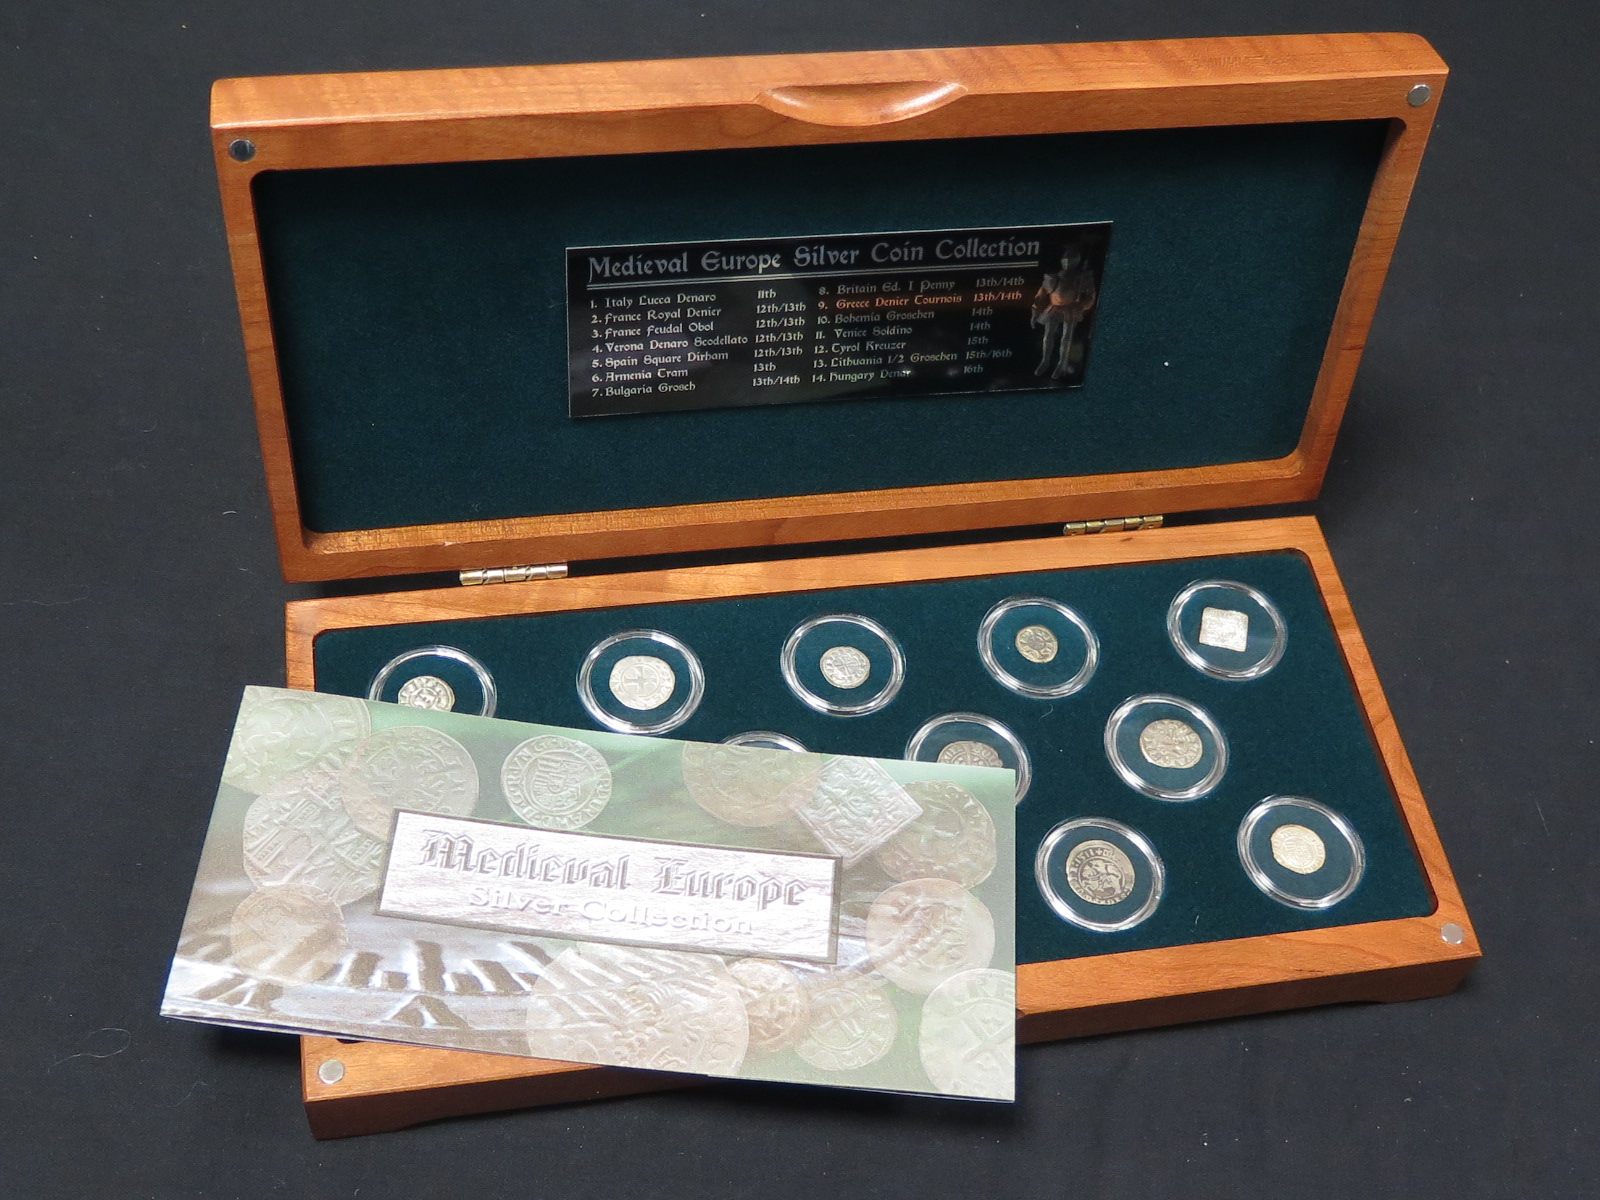 Medieval Europe Silver Coin Collection
1. Italy Lucca Denaro 11th
2. France Royal Denier 12th/13th
3. France Feudal Obol 12th/13th
4. Verona Denaro Scodellato 12th/13th
5. Spain Square Dirham 12th/13th
6. Armenia Tram 13th
7. Bulgaria Grosch 13th/14th
8. Britain Ed. I Penny 13th/14th
9. Greece Denier Tournois 13th/14th
10. Bohemia Groschen 14th
11. Venice Soldino 14th
12. Tyrol Kreuzer 15th
13. Lithuania 1/2 Groschen 15th/16th
14. Hungary Denar 16th
Medieval Europe
Silver Collection